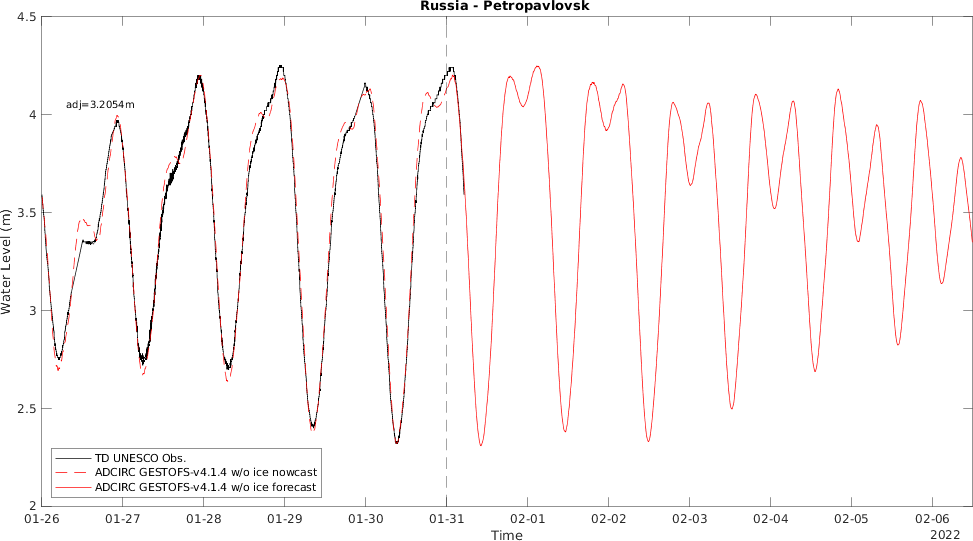 Russia - Petropavlovsk
4.5
4
3.5
3
2.5
2
Water Level (m)
adj=3.2054m
TD UNESCO Obs.
ADCIRC GESTOFS-v4.1.4 w/o ice nowcast
ADCIRC GESTOFS-v4.1.4 w/o ice forecast
01-26 01-27 01-28 01-29 01-30 01-31 02-01 02-02 02-03 02-04 02-05 02-06
Time
2022